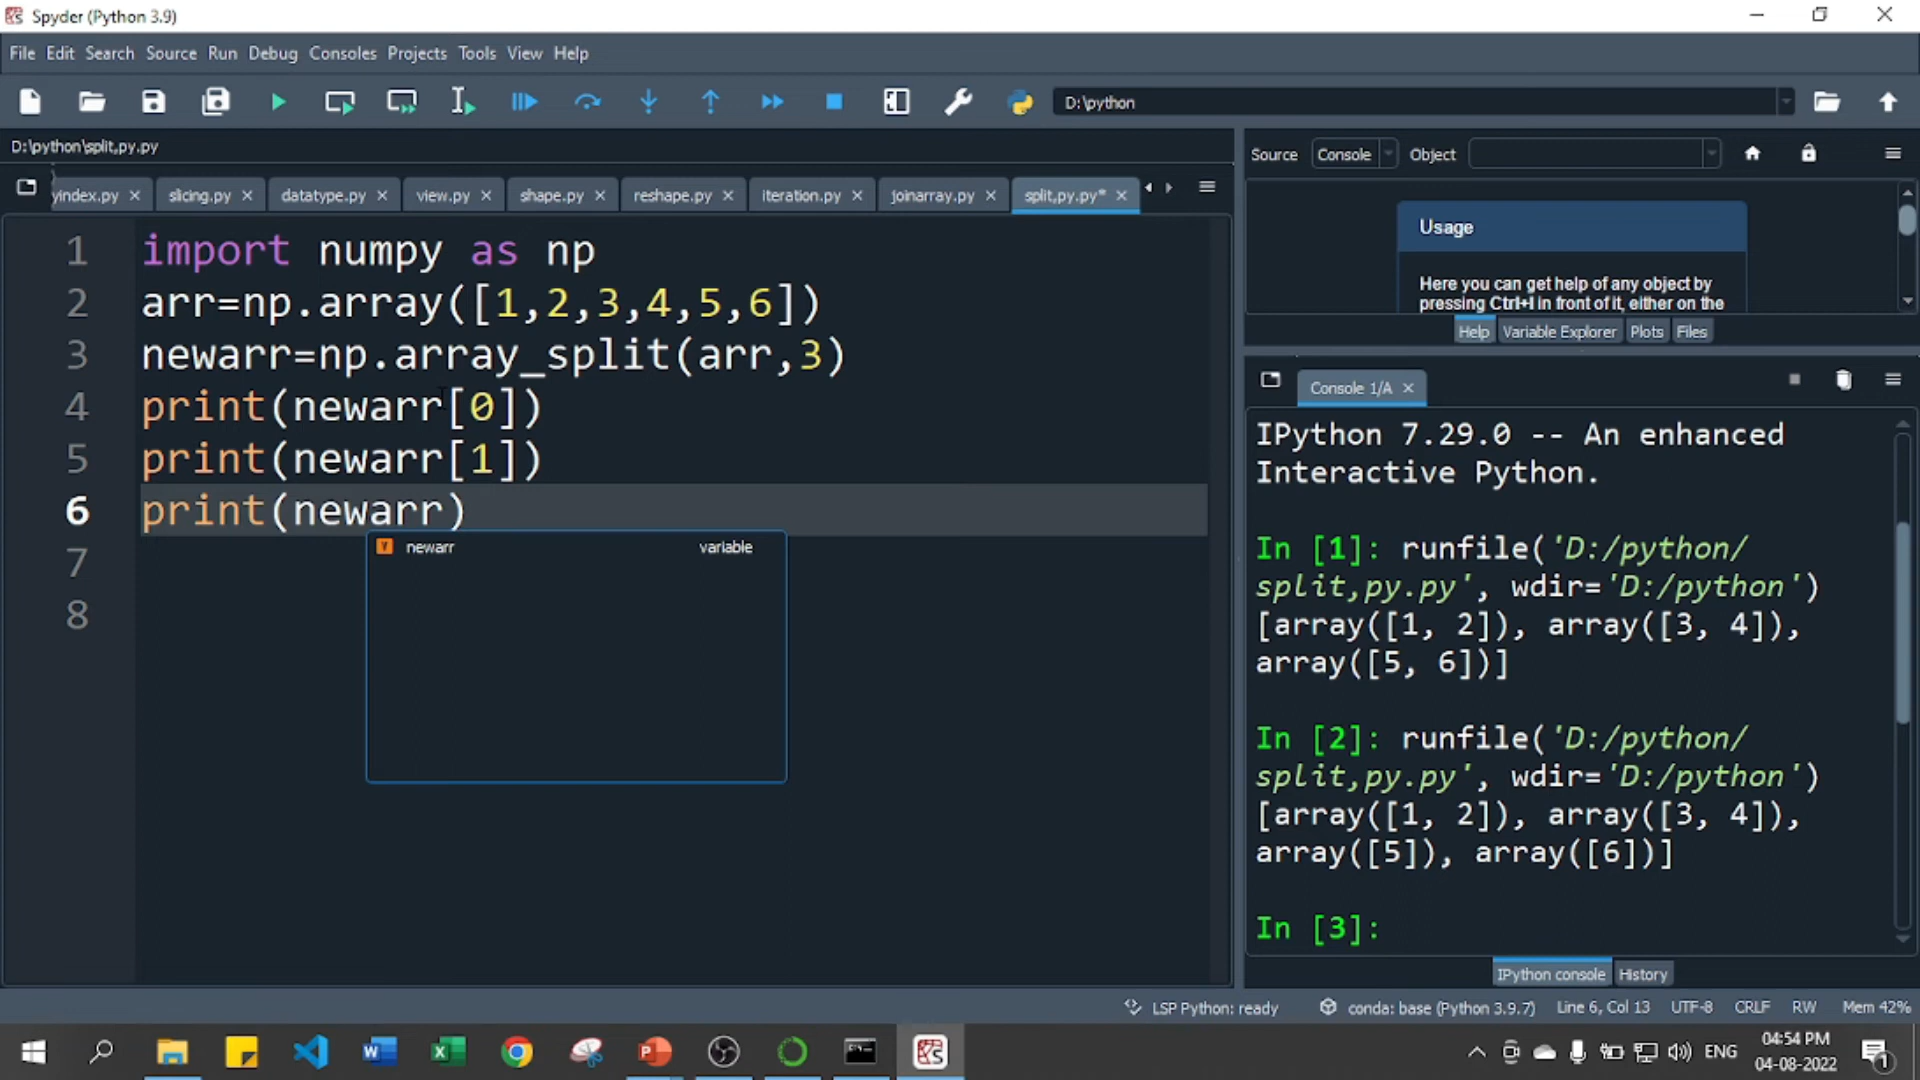 Spyder (Python 3.9)
File Edit Search Source Run Debug Consoles Projects Tools View Help
D:\python
D:\python\split,py.py
yindex.py slicing.py datatype.py view.py shape.py reshape.py iteration.py joinarray.py split,py.py*
1 import numpy as np
2 arr=np.array([1,2,3,4,5,6])
3 newarr=np.array_split(arr,3)
4 print(newarr[0])
5 print(newarr[1])
6 print(newarr)
newarr variable
7
8
Source Console Object
Usage
Here you can get help of any object by
pressing Ctrl+I in front of it, either on the
Help Variable Explorer Plots Files
Console 1/A
IPython 7.29.0 -- An enhanced
Interactive Python.
In [1]: runfile('D:/python/
split,py.py', wdir='D:/python')
[array([1, 2]), array([3, 4]),
array([5, 6])]
In [2]: runfile('D:/python/
split,py.py', wdir='D:/python')
[array([1, 2]), array([3, 4]),
array([5]), array([6])]
In [3]:
IPython console History
LSP Python: ready conda: base (Python 3.9.7) Line 6, Col 13 UTF-8 CRLF RW Mem 42%
ENG
04:54 PM
04-08-2022
1